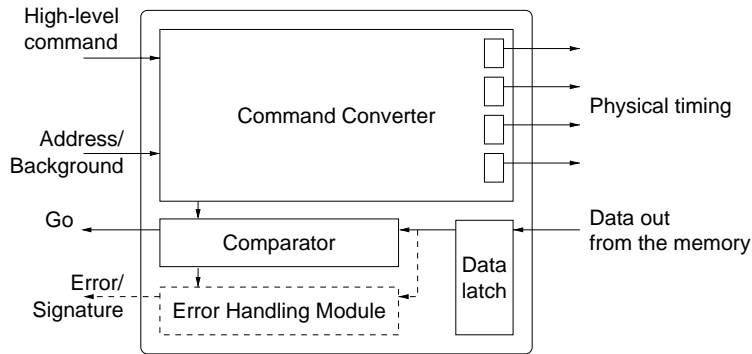 High-level
command
Command Converter
Physical timing
Address/
Background
Go
Comparator
Data out
from the memory
Data
latch
Error/
Signature
Error Handling Module